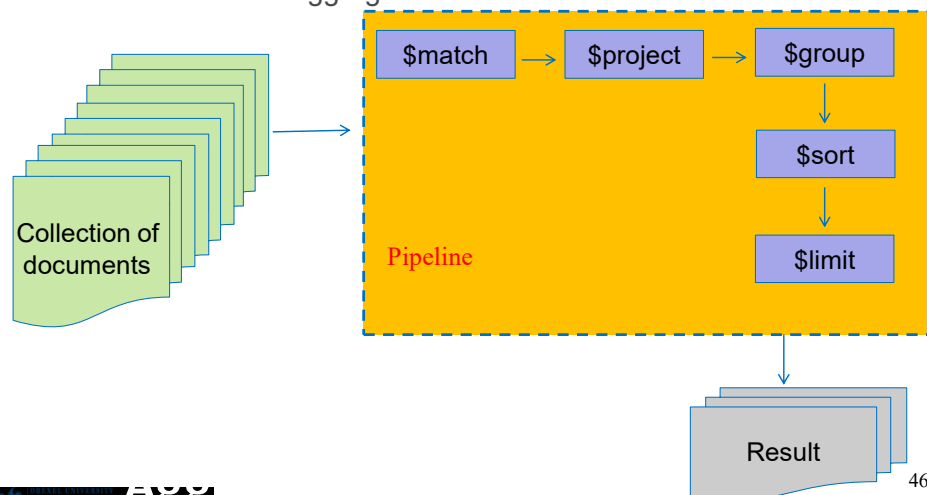 $match
$project
$group
$sort
Collection of
documents
Pipeline
$limit
Result
46